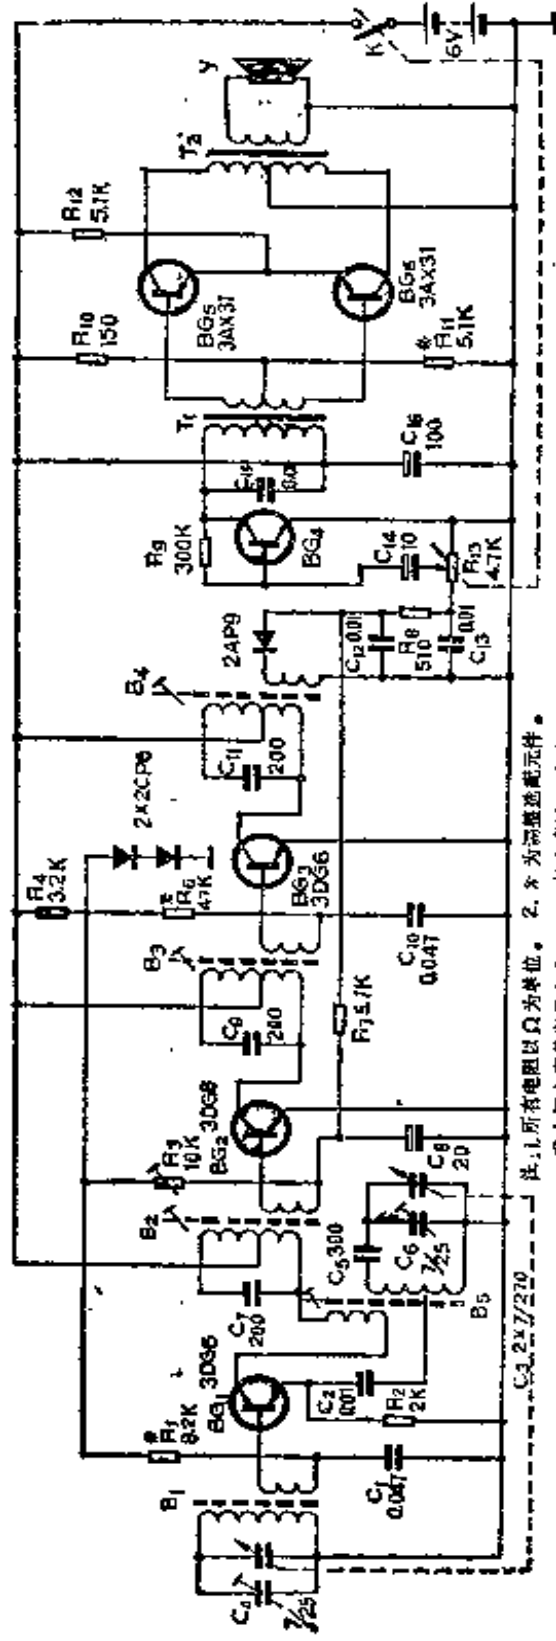 C₄
7/25
B₁
R₁
8.2K
C₁
0.047
BG₁
3DG6
C₂
0.01
R₂
2K
C₇
200
B₂
C₅ 300
C₆
7/25
B₅
C₃ 2×7/270
R₃
10K
BG₂
3DG6
C₈
20
C₉
200
B₃
R₄
3.2K
R₆
47K
2×2CP6
BG₃
3DG6
C₁₀
0.047
R₇ 5.1K
C₁₁
200
B₄
2AP9
C₁₂ 0.01
R₈
510
C₁₃
0.01
R₉
300K
BG₄
C₁₄
10
R₁₃
4.7K
C₁₅
T₁
C₁₆
100
R₁₀
150
BG₅
3AX31
R₁₁
5.1K
R₁₂
5.1K
BG₆
3AX31
T₂
Y
K
6V
注:1.所有电阻以Ω为单位。 2. * 为需整选配元件。